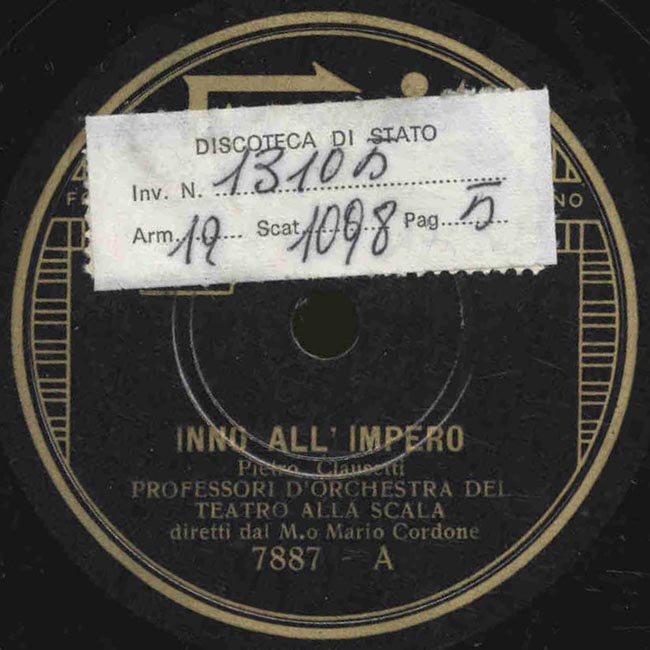 DISCOTECA DI STATO
Inv. N. 13105
Arm. 19 Scat. 1098 Pag. 5
INNO ALL' IMPERO
Pietro Clausetti
PROFESSORI D'ORCHESTRA DEL
TEATRO ALLA SCALA
diretti dal M.o Mario Cordone
7887 - A